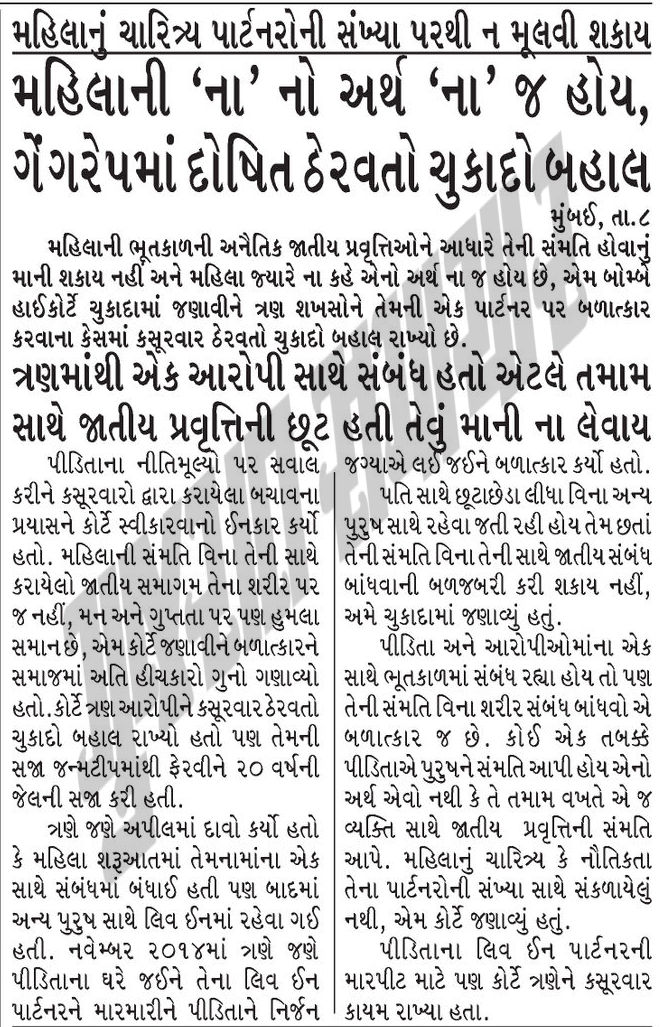 મહિલાનું ચારિત્ર્ય પાર્ટનરોની સંખ્યા પરથી ન મૂલવી શકાય
મહિલાની ‘ના’ નો અર્થ ‘ના’ જ હોય,
ગેંગરેપમાં દોષિત ઠેરવતો ચુકાદો બહાલ
મુંબઈ, તા.૮
મહિલાની ભૂતકાળની અનૈતિક જાતીય પ્રવૃત્તિઓને આધારે તેની સંમતિ હોવાનું
માની શકાય નહીં અને મહિલા જ્યારે ના કહે એનો અર્થ ના જ હોય છે, એમ બોમ્બે
હાઈકોર્ટે ચુકાદામાં જણાવીને ત્રણ શખસોને તેમની એક પાર્ટનર પર બળાત્કાર
કરવાના કેસમાં કસૂરવાર ઠેરવતો ચુકાદો બહાલ રાખ્યો છે.
ત્રણમાંથી એક આરોપી સાથે સંબંધ હતો એટલે તમામ
સાથે જાતીય પ્રવૃત્તિની છૂટ હતી તેવું માની ના લેવાય
પીડિતાના નીતિમૂલ્યો પર સવાલ
કરીને કસૂરવારો દ્વારા કરાયેલા બચાવના
પ્રયાસને કોર્ટે સ્વીકારવાનો ઈનકાર કર્યો
હતો. મહિલાની સંમતિ વિના તેની સાથે
કરાયેલો જાતીય સમાગમ તેના શરીર પર
જ નહીં, મન અને ગુપ્તતા પર પણ હુમલા
સમાન છે, એમ કોર્ટે જણાવીને બળાત્કારને
સમાજમાં અતિ હીચકારો ગુનો ગણાવ્યો
હતો.કોર્ટે ત્રણ આરોપીને કસૂરવાર ઠેરવતો
ચુકાદો બહાલ રાખ્યો હતો પણ તેમની
સજા જન્મટીપમાંથી ફેરવીને ૨૦ વર્ષની
જેલની સજા કરી હતી.
ત્રણે જણે અપીલમાં દાવો કર્યો હતો
કે મહિલા શરૂઆતમાં તેમનામાંના એક
સાથે સંબંધમાં બંધાઈ હતી પણ બાદમાં
અન્ય પુરુષ સાથે લિવ ઈનમાં રહેવા ગઈ
હતી. નવેમ્બર ૨૦૧૪માં ત્રણે જણે
પીડિતાના ઘરે જઈને તેના લિવ ઈન
પાર્ટનરને મારમારીને પીડિતાને નિર્જન
જગ્યાએ લઈ જઈને બળાત્કાર કર્યો હતો.
પતિ સાથે છૂટાછેડા લીધા વિના અન્ય
પુરુષ સાથે રહેવા જતી રહી હોય તેમ છતાં
તેની સંમતિ વિના તેની સાથે જાતીય સંબંધ
બાંધવાની બળજબરી કરી શકાય નહીં,
અમે ચુકાદામાં જણાવ્યું હતું.
પીડિતા અને આરોપીઓમાંના એક
સાથે ભૂતકાળમાં સંબંધ રહ્યા હોય તો પણ
તેની સંમતિ વિના શરીર સંબંધ બાંધવો એ
બળાત્કાર જ છે. કોઈ એક તબક્કે
પીડિતાએ પુરુષને સંમતિ આપી હોય એનો
અર્થ એવો નથી કે તે તમામ વખતે એ જ
વ્યક્તિ સાથે જાતીય પ્રવૃત્તિની સંમતિ
આપે. મહિલાનું ચારિત્ર્ય કે નૌતિકતા
તેના પાર્ટનરોની સંખ્યા સાથે સંકળાયેલું
નથી, એમ કોર્ટે જણાવ્યું હતું.
પીડિતાના લિવ ઈન પાર્ટનરની
મારપીટ માટે પણ કોર્ટે ત્રણેને કસૂરવાર
કાયમ રાખ્યા હતા.
ગુજરાત સમાચાર